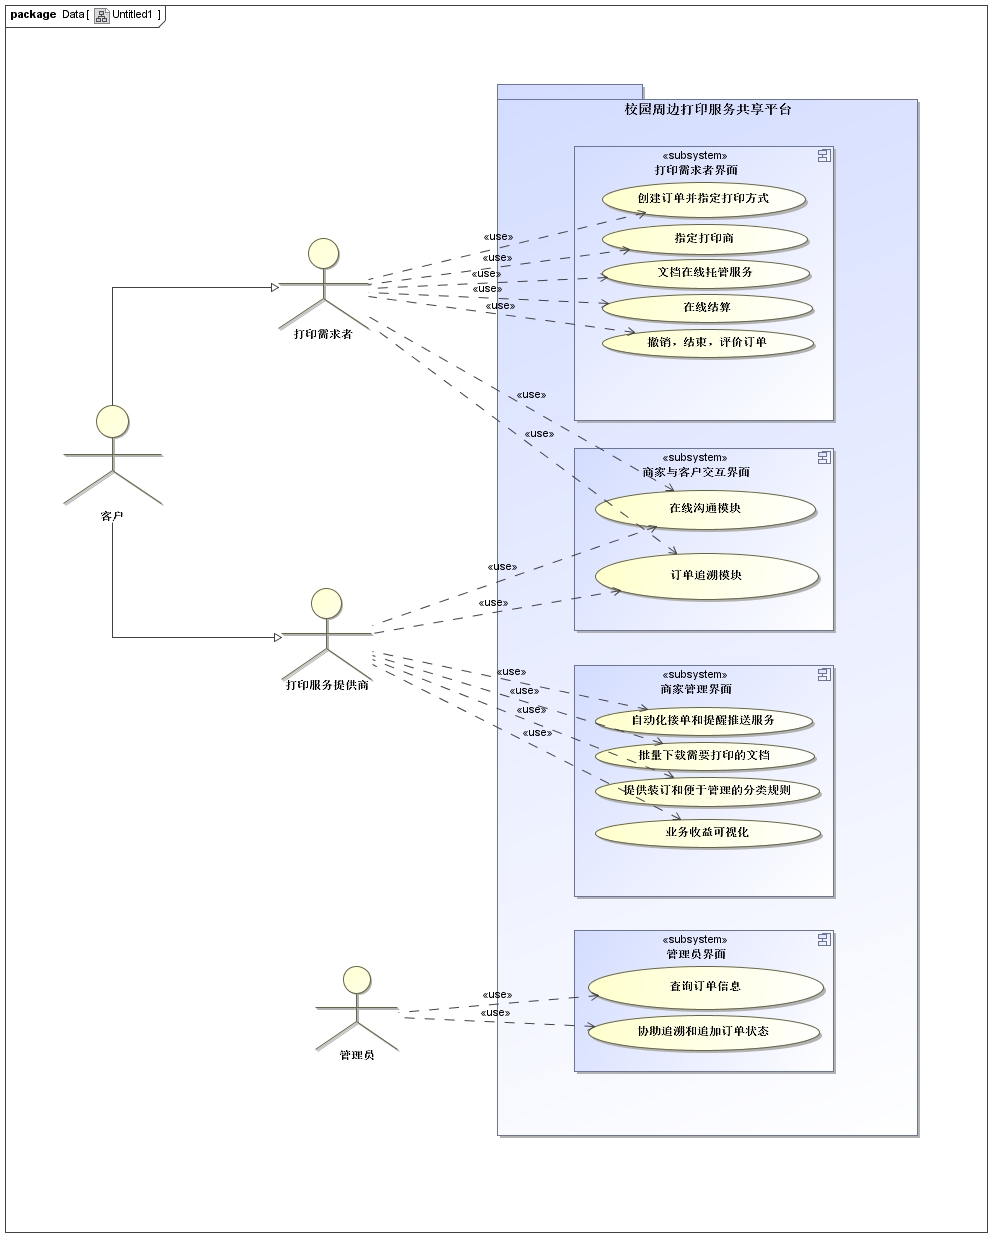 package Data [ Untitled1 ]
校园周边打印服务共享平台
«subsystem»
打印需求者界面
创建订单并指定打印方式
指定打印商
文档在线托管服务
在线结算
撤销，结束，评价订单
«use»
«use»
«use»
«use»
«use»
打印需求者
«use»
«use»
客户
«subsystem»
商家与客户交互界面
在线沟通模块
订单追溯模块
«use»
«use»
打印服务提供商
«subsystem»
商家管理界面
自动化接单和提醒推送服务
批量下载需要打印的文档
提供装订和便于管理的分类规则
业务收益可视化
«use»
«use»
«use»
«use»
«subsystem»
管理员界面
查询订单信息
协助追溯和追加订单状态
«use»
«use»
管理员